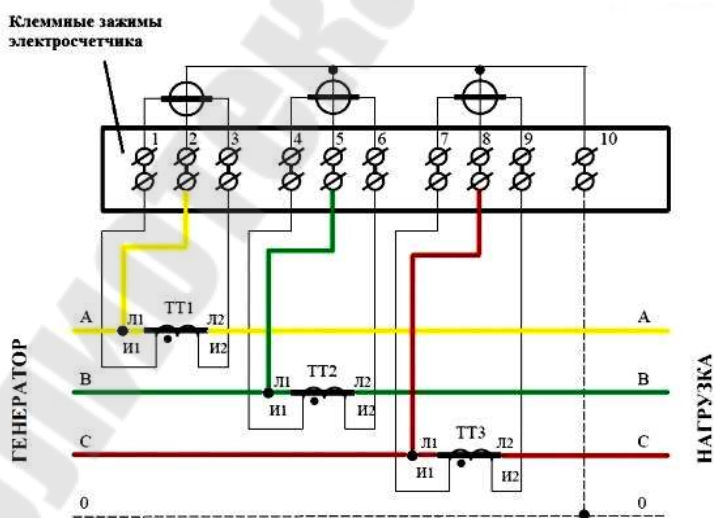 Клеммные зажимы
электросчетчика
1 2 3 4 5 6 7 8 9 10
A Л1 ТТ1 Л2 A
И1 И2
B Л1 ТТ2 Л2 B
И1 И2
C Л1 ТТ3 Л2 C
И1 И2
0 0
ГЕНЕРАТОР
НАГРУЗКА